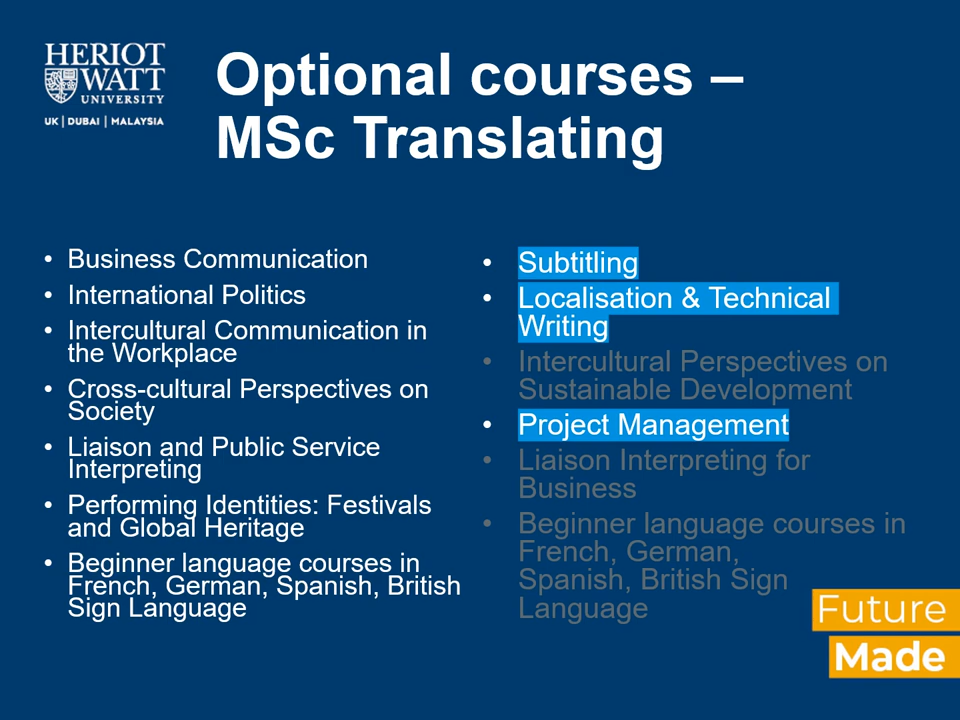 HERIOT
WATT
UNIVERSITY
UK | DUBAI | MALAYSIA
Optional courses –
MSc Translating
• Business Communication
• International Politics
• Intercultural Communication in
the Workplace
• Cross-cultural Perspectives on
Society
• Liaison and Public Service
Interpreting
• Performing Identities: Festivals
and Global Heritage
• Beginner language courses in
French, German, Spanish, British
Sign Language
• Subtitling
• Localisation & Technical
Writing
• Intercultural Perspectives on
Sustainable Development
• Project Management
• Liaison Interpreting for
Business
• Beginner language courses in
French, German,
Spanish, British Sign
Language
Future
Made